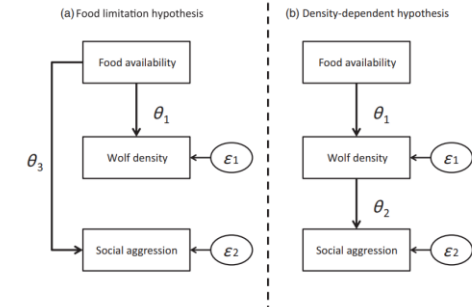 (a) Food limitation hypothesis
Food availability
θ1
Wolf density
ε1
θ3
Social aggression
ε2
(b) Density-dependent hypothesis
Food availability
θ1
Wolf density
ε1
θ2
Social aggression
ε2